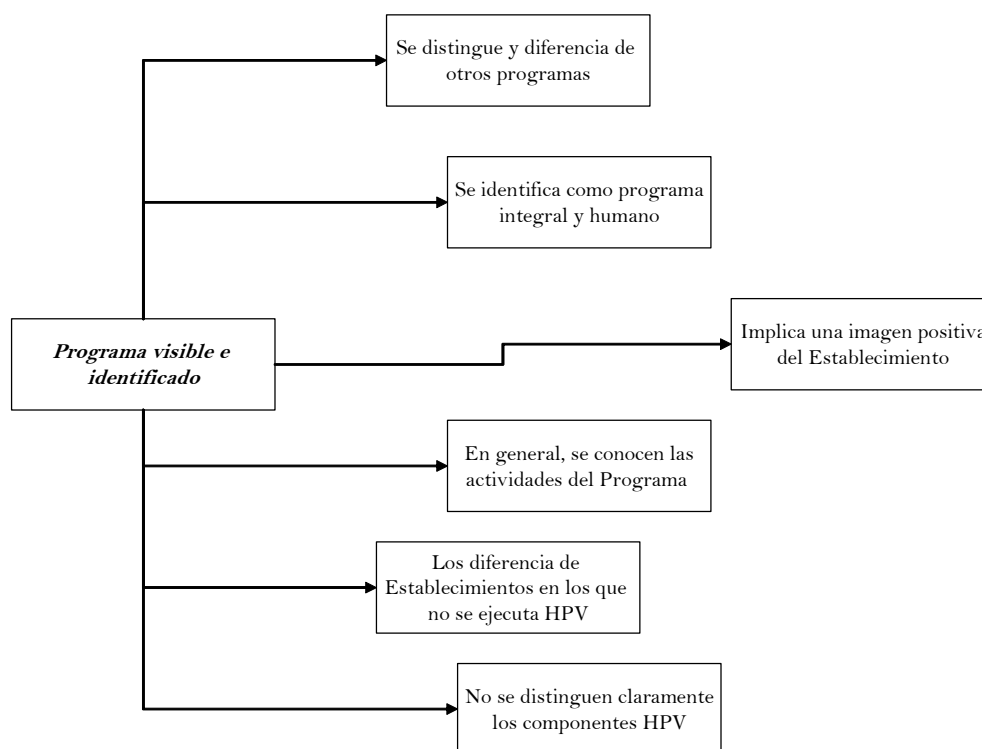 Se distingue y diferencia de
otros programas
Se identifica como programa
integral y humano
Programa visible e
identificado
Implica una imagen positiva
del Establecimiento
En general, se conocen las
actividades del Programa
Los diferencia de
Establecimientos en los que
no se ejecuta HPV
No se distinguen claramente
los componentes HPV